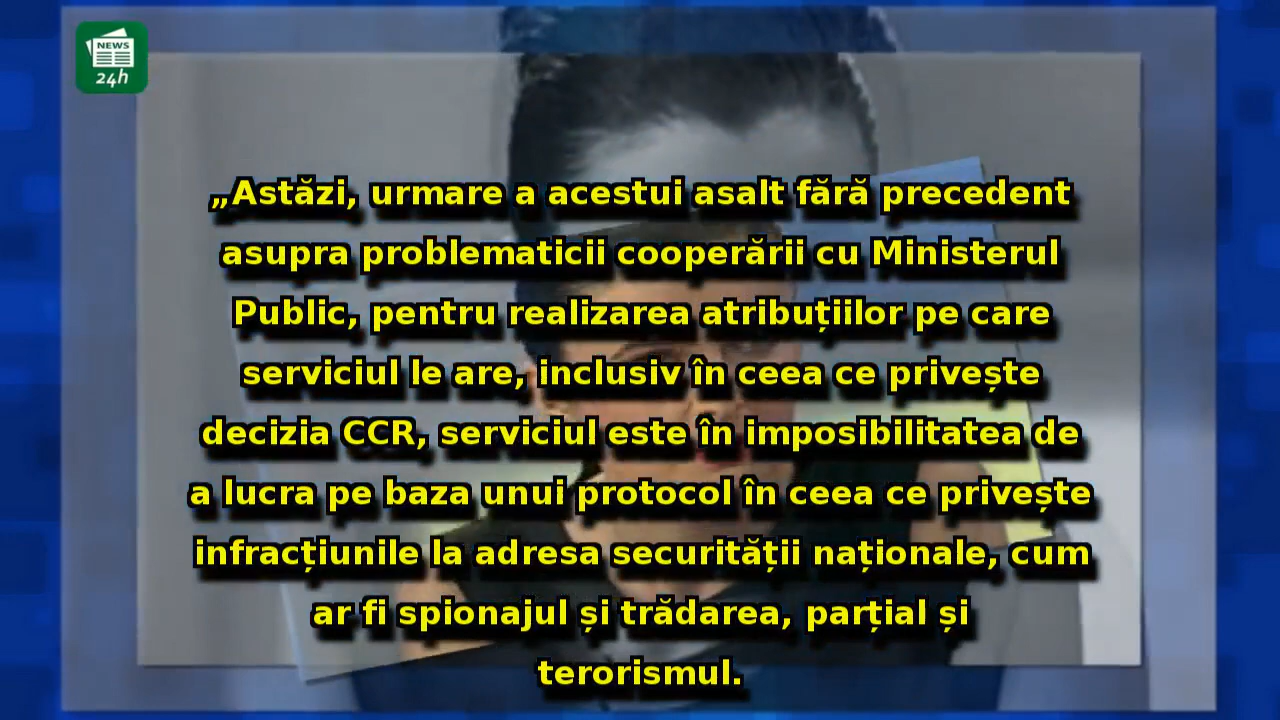 NEWS
24h
„Astăzi, urmare a acestui asalt fără precedent
asupra problematicii cooperării cu Ministerul
Public, pentru realizarea atribuțiilor pe care
serviciul le are, inclusiv în ceea ce privește
decizia CCR, serviciul este în imposibilitatea de
a lucra pe baza unui protocol în ceea ce privește
infracțiunile la adresa securității naționale, cum
ar fi spionajul și trădarea, parțial și
terorismul.